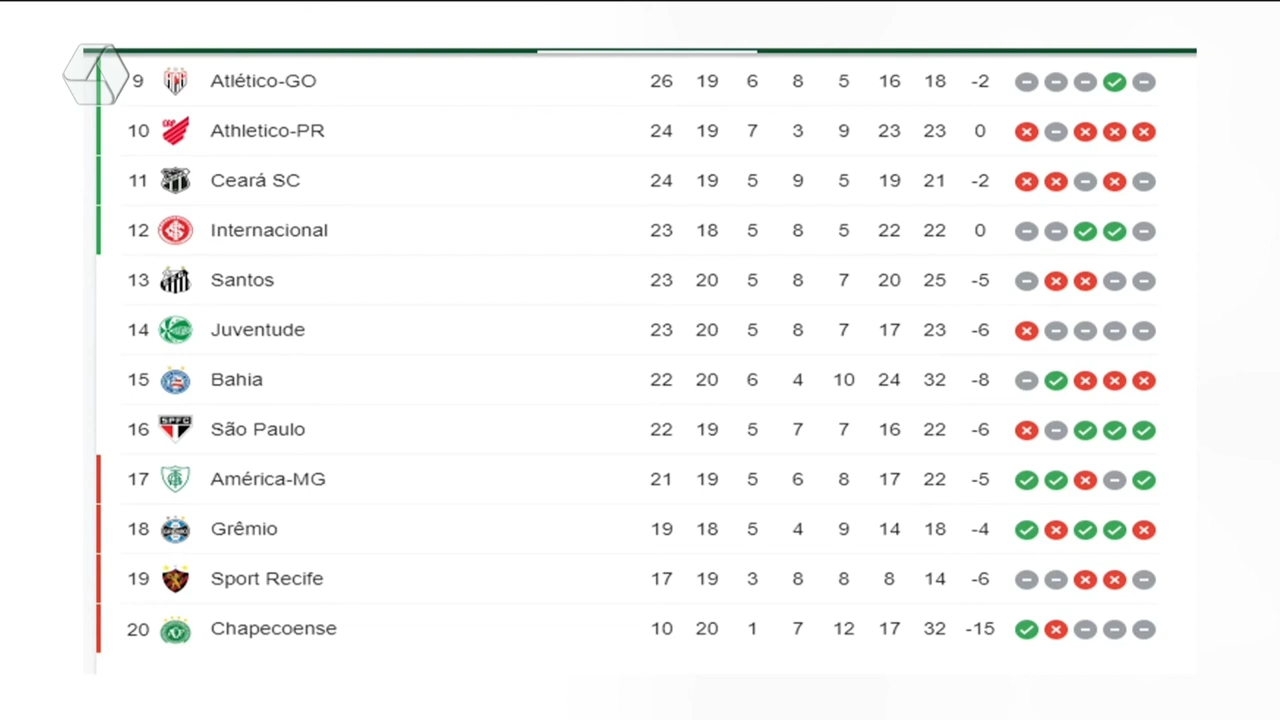 9 Atlético-GO 26 19 6 8 5 16 18 -2
10 Athletico-PR 24 19 7 3 9 23 23 0
11 Ceará SC 24 19 5 9 5 19 21 -2
12 Internacional 23 18 5 8 5 22 22 0
13 Santos 23 20 5 8 7 20 25 -5
14 Juventude 23 20 5 8 7 17 23 -6
15 Bahia 22 20 6 4 10 24 32 -8
16 SPFC São Paulo 22 19 5 7 7 16 22 -6
17 América-MG 21 19 5 6 8 17 22 -5
18 Grêmio 19 18 5 4 9 14 18 -4
19 Sport Recife 17 19 3 8 8 8 14 -6
20 Chapecoense 10 20 1 7 12 17 32 -15